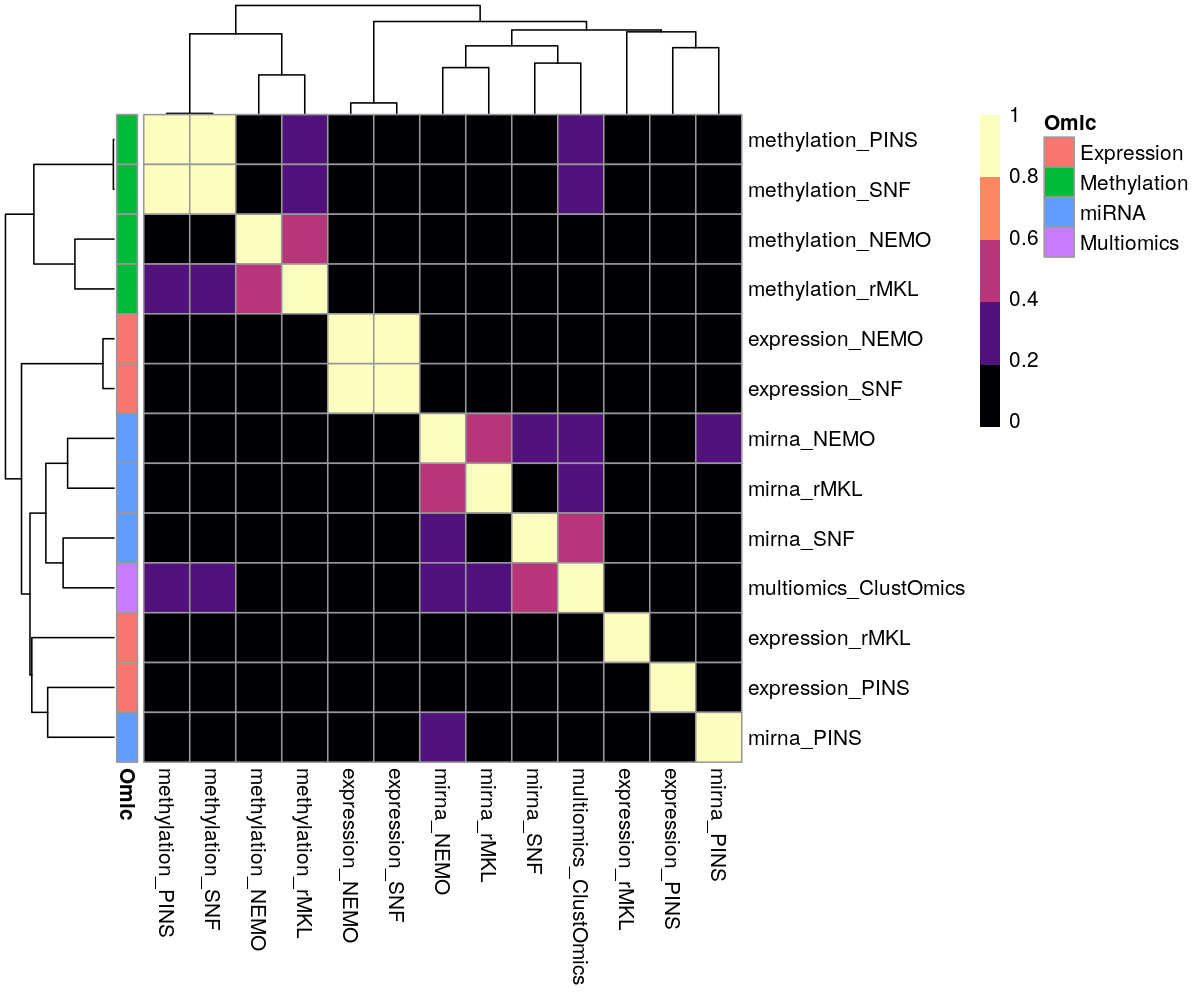 methylation_PINS
methylation_SNF
methylation_NEMO
methylation_rMKL
expression_NEMO
expression_SNF
mirna_NEMO
mirna_rMKL
mirna_SNF
multiomics_ClustOmics
expression_rMKL
expression_PINS
mirna_PINS
1
0.8
0.6
0.4
0.2
0
OmIc
Expression
Methylation
miRNA
Multiomics
OmIc
methylation_PINS
methylation_SNF
methylation_NEMO
methylation_rMKL
expression_NEMO
expression_SNF
mirna_NEMO
mirna_rMKL
mirna_SNF
multiomics_ClustOmics
expression_rMKL
expression_PINS
mirna_PINS